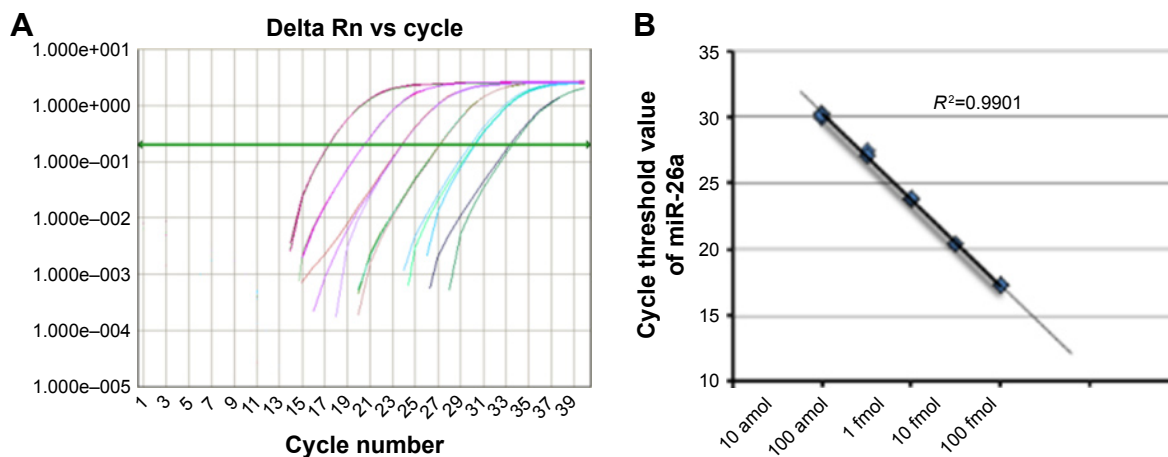 A
Delta Rn vs cycle
1.000e+001
1.000e+000
1.000e–001
1.000e–002
1.000e–003
1.000e–004
1.000e–005
1 3 5 7 9 11 13 15 17 19 21 23 25 27 29 31 33 35 37 39
Cycle number
B
35
30
25
20
15
10
R²=0.9901
Cycle threshold value
of miR-26a
10 amol
100 amol
1 fmol
10 fmol
100 fmol